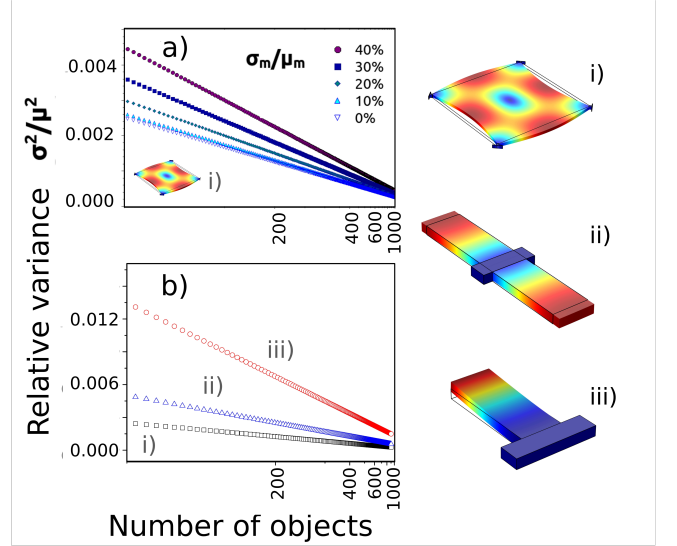 a)
σm/μm
40%
30%
20%
10%
0%
0.004
0.002
0.000
i)
200
400
600
1000
Relative variance σ²/μ²
b)
0.012
0.006
0.000
iii)
ii)
i)
200
400
600
1000
Number of objects
i)
ii)
iii)